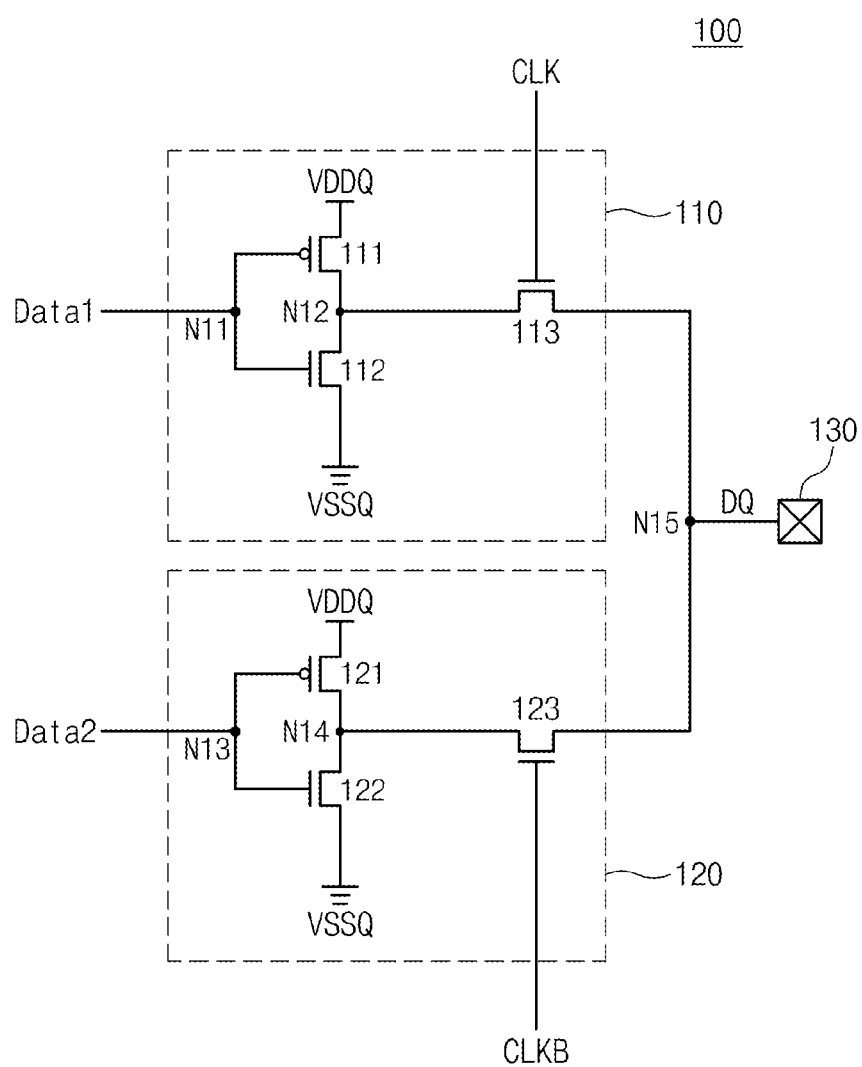 100
CLK
VDDQ
110
111
Data1
N11
N12
113
112
130
VSSQ
DQ
N15
VDDQ
121
123
Data2
N13
N14
122
120
VSSQ
CLKB